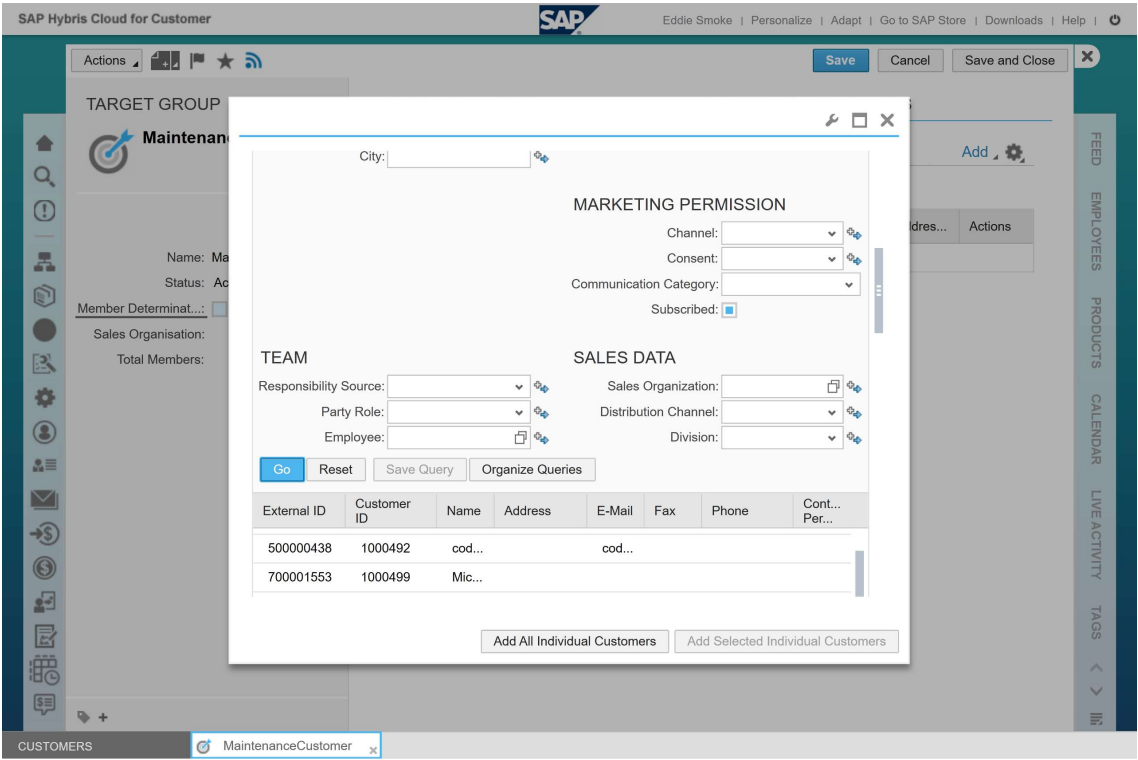 SAP Hybris Cloud for Customer
SAP
Eddie Smoke | Personalize | Adapt | Go to SAP Store | Downloads | Help |
Actions
Save
Cancel
Save and Close
TARGET GROUP
Maintenan
Add
dres...
Actions
Name: Ma
Status: Ac
Member Determinat...:
Sales Organisation:
Total Members:
City:
MARKETING PERMISSION
Channel:
Consent:
Communication Category:
Subscribed:
TEAM
SALES DATA
Responsibility Source:
Sales Organization:
Party Role:
Distribution Channel:
Employee:
Division:
Go
Reset
Save Query
Organize Queries
External ID
Customer ID
Name
Address
E-Mail
Fax
Phone
Cont... Per...
500000438 1000492 cod... cod...
700001553 1000499 Mic...
Add All Individual Customers
Add Selected Individual Customers
FEED
EMPLOYEES
PRODUCTS
CALENDAR
LIVE ACTIVITY
TAGS
CUSTOMERS
MaintenanceCustomer